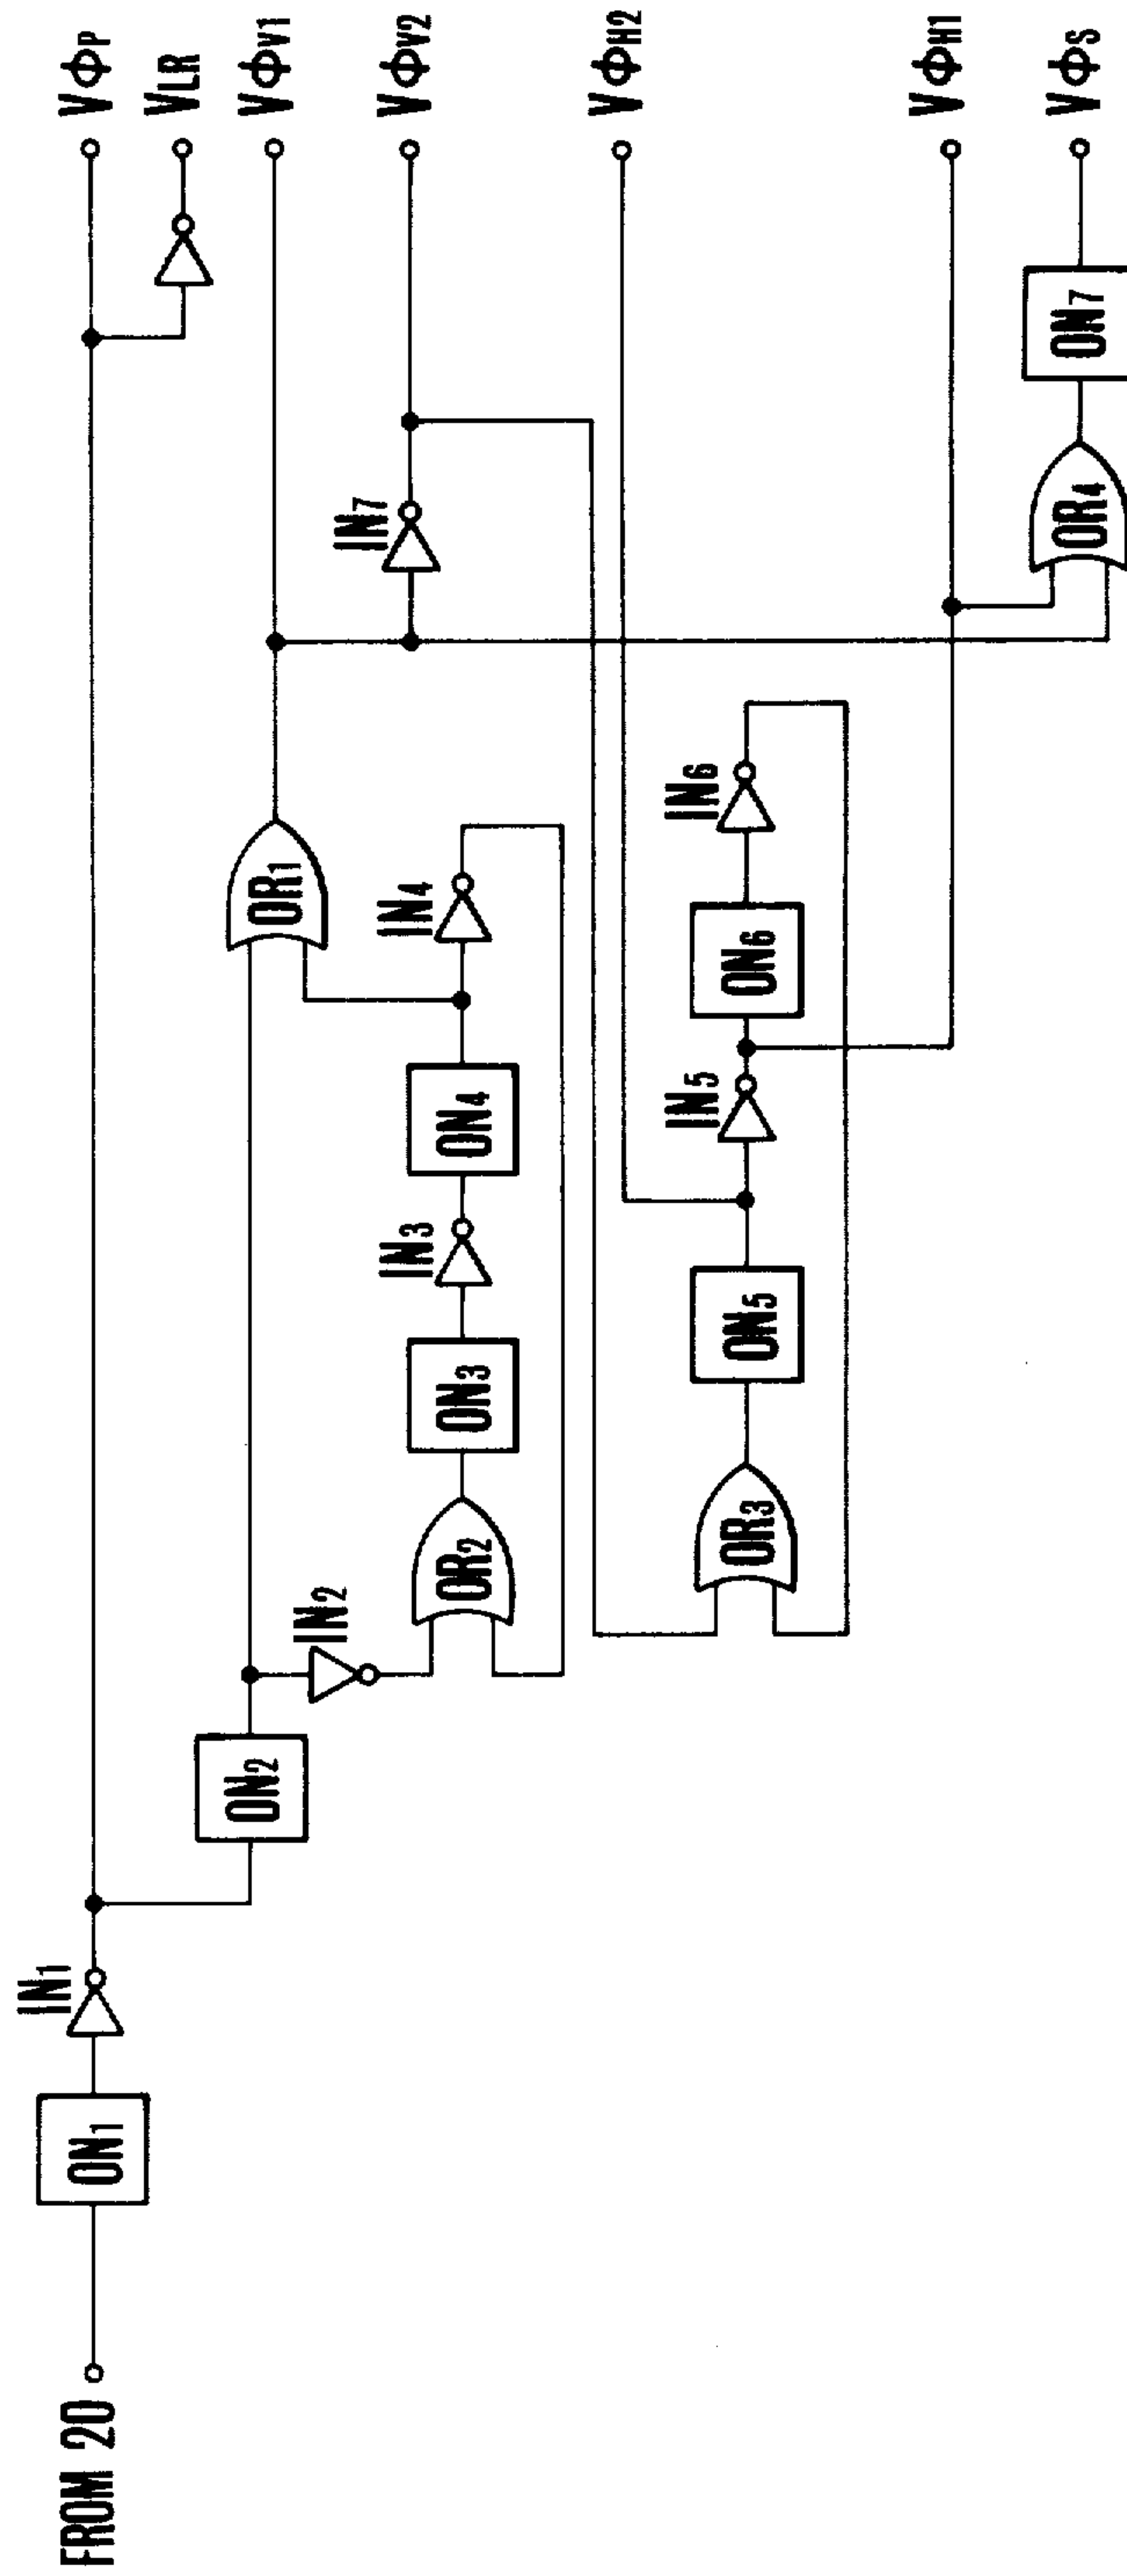 FROM 20
ON1
IN1
VΦP
VLR
ON2
IN2
OR1
VΦV1
OR2
ON3
IN3
ON4
IN4
IN7
VΦV2
VΦH2
OR3
ON5
IN5
ON6
IN6
VΦH1
OR4
ON7
VΦS